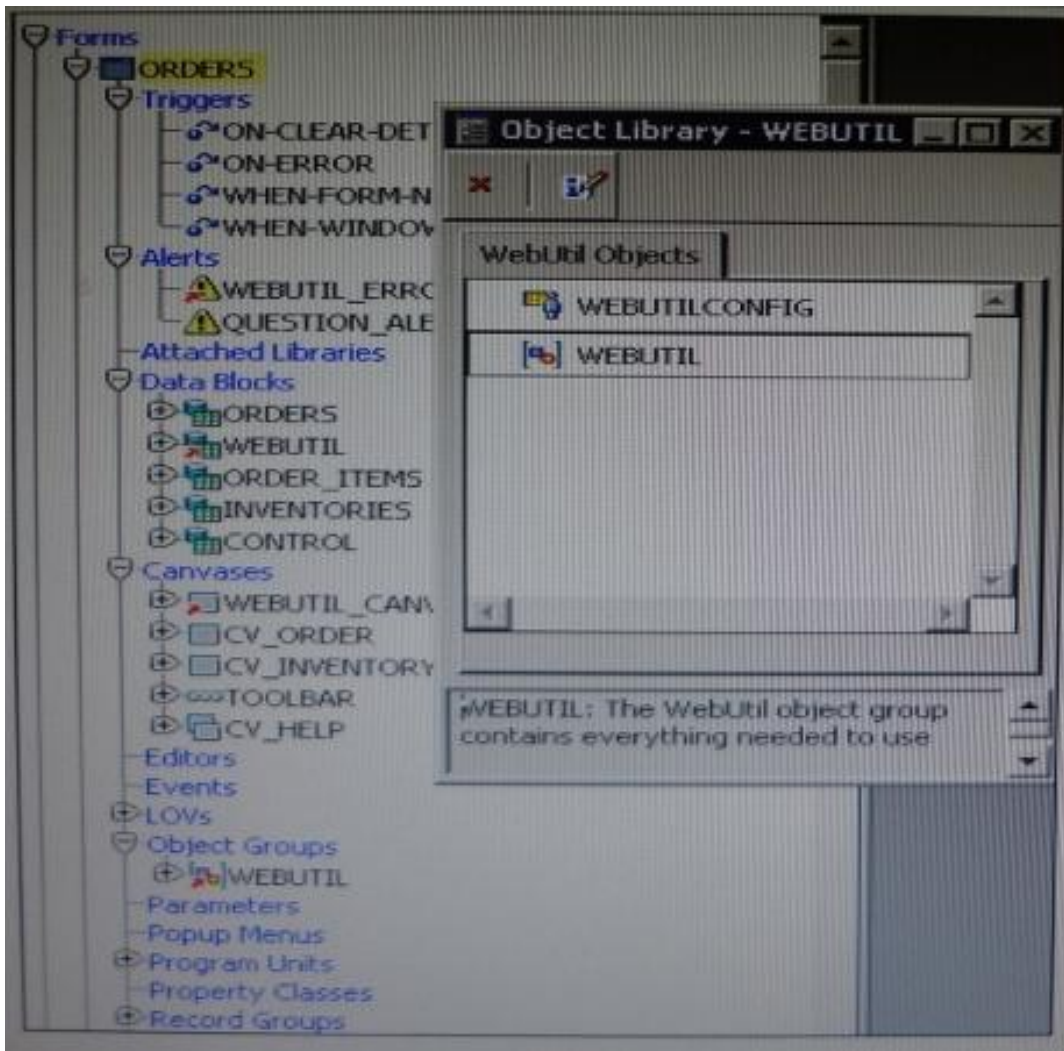 Forms
ORDERS
Triggers
ON-CLEAR-DET
ON-ERROR
WHEN-FORM-N
WHEN-WINDOW
Alerts
WEBUTIL_ERRO
QUESTION_ALE
Attached Libraries
Data Blocks
ORDERS
WEBUTIL
ORDER_ITEMS
INVENTORIES
CONTROL
Canvases
WEBUTIL_CANV
CV_ORDER
CV_INVENTORY
TOOLBAR
CV_HELP
Editors
Events
LOVs
Object Groups
WEBUTIL
Parameters
Popup Menus
Program Units
Property Classes
Record Groups
Object Library - WEBUTIL
WebUtil Objects
WEBUTILCONFIG
WEBUTIL
WEBUTIL: The WebUtil object group
contains everything needed to use